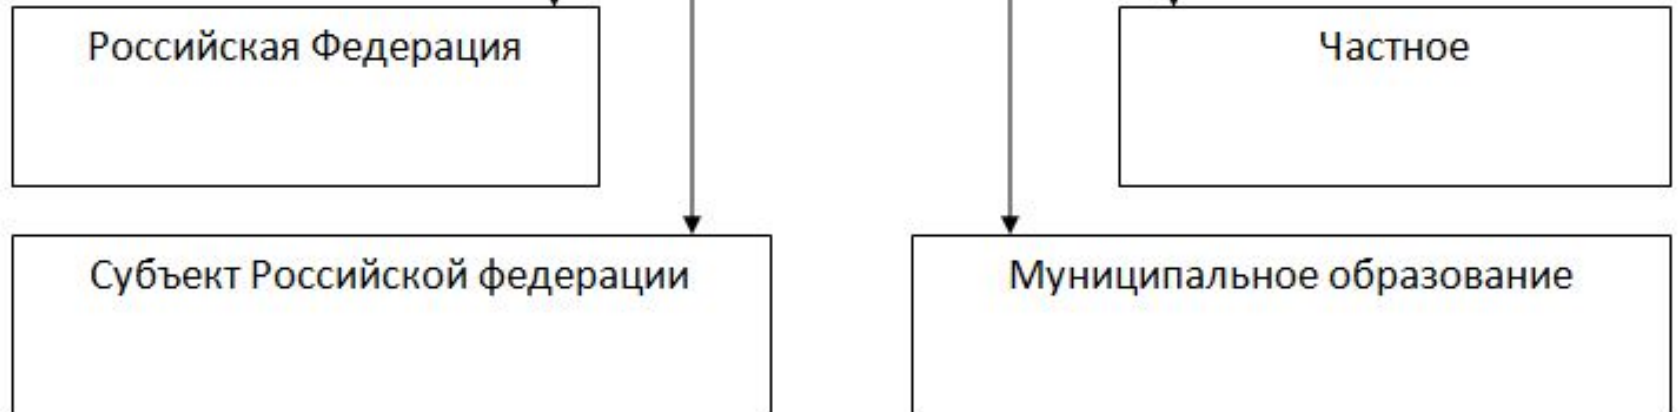 Российская Федерация
Частное
Субъект Российской федерации
Муниципальное образование